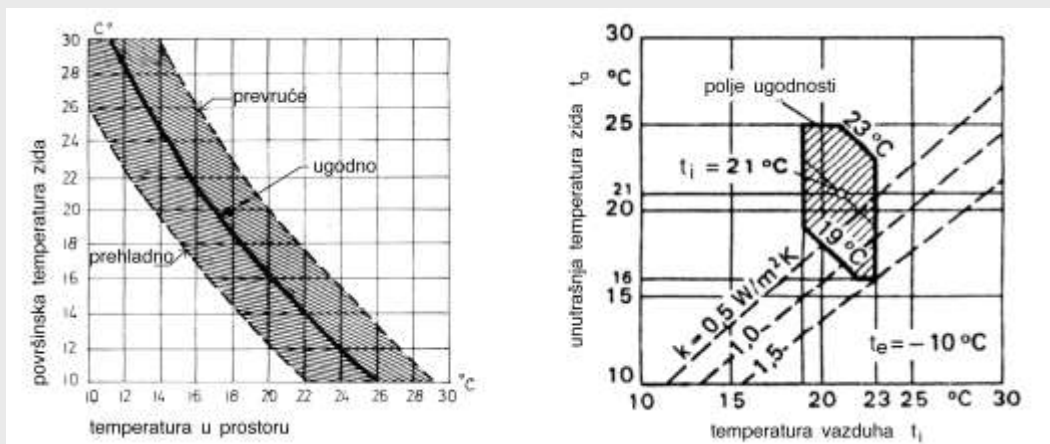 C°
30
28
26
24
22
20
18
16
14
12
10
prevruće
ugodno
prehladno
10 12 14 16 18 20 22 24 26 28 30
°C
površinska temperatura zida
temperatura u prostoru
30
°C
25
21
20
16
15
10
polje ugodnosti
23 °C
t_i = 21 °C
19 °C
k = 0,5 W/m²K
1,0
1,5
t_e = – 10 °C
10 15 20 23 25 °C 30
unutrašnja temperatura zida t_o
temperatura vazduha t_i